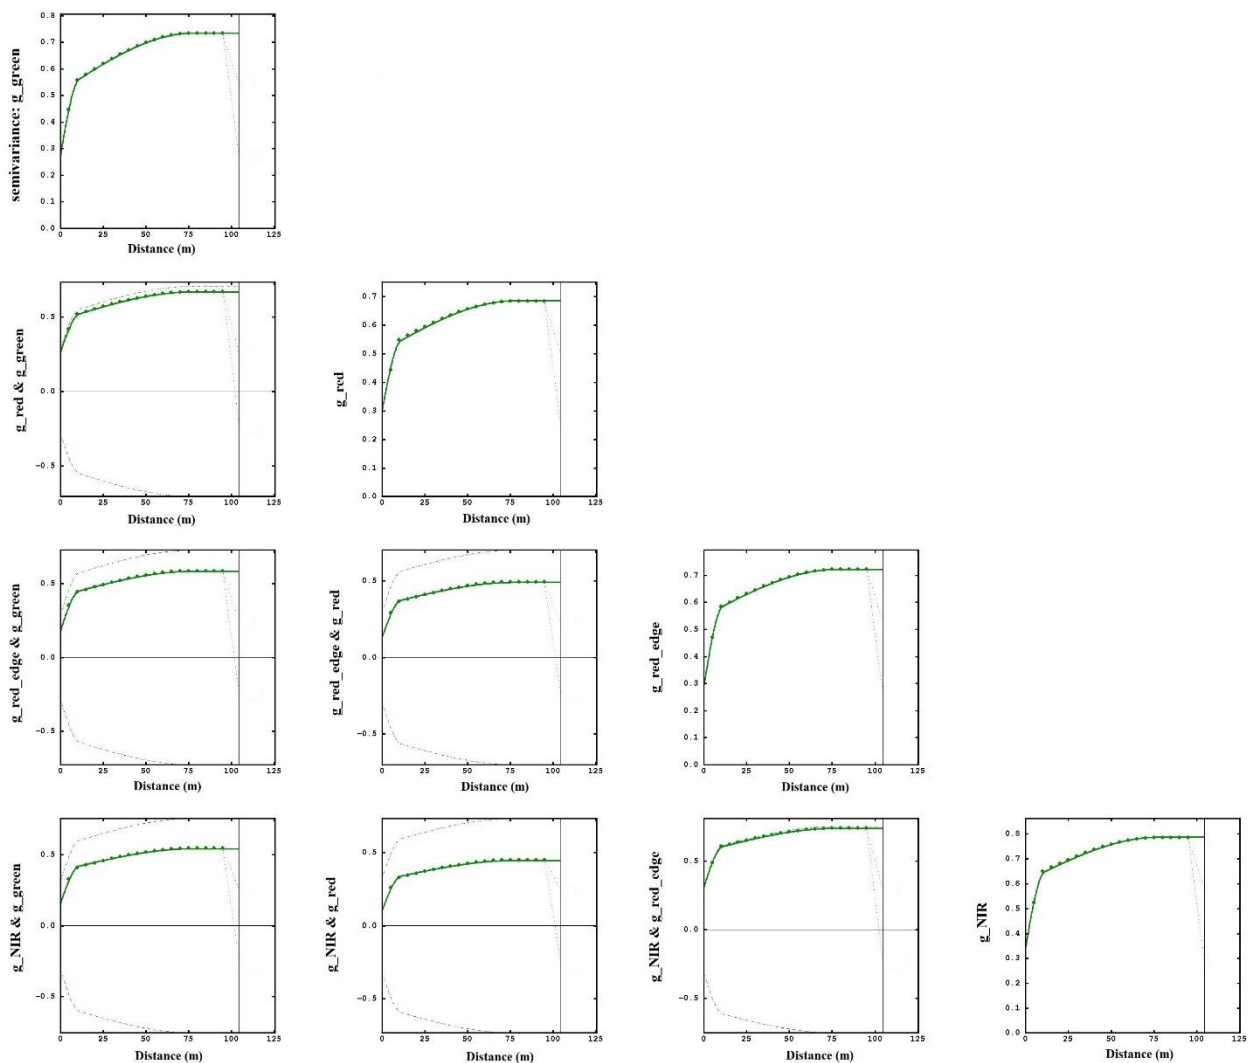 semivariance: g_green
0.8
0.7
0.6
0.5
0.4
0.3
0.2
0.1
0.0
0 25 50 75 100 125
Distance (m)
g_red & g_green
0.5
0.0
-0.5
0 25 50 75 100 125
Distance (m)
g_red
0.7
0.6
0.5
0.4
0.3
0.2
0.1
0.0
0 25 50 75 100 125
Distance (m)
g_red_edge & g_green
0.5
0.0
-0.5
0 25 50 75 100 125
Distance (m)
g_red_edge & g_red
0.5
0.0
-0.5
0 25 50 75 100 125
Distance (m)
g_red_edge
0.7
0.6
0.5
0.4
0.3
0.2
0.1
0.0
0 25 50 75 100 125
Distance (m)
g_NIR & g_green
0.5
0.0
-0.5
0 25 50 75 100 125
Distance (m)
g_NIR & g_red
0.5
0.0
-0.5
0 25 50 75 100 125
Distance (m)
g_NIR & g_red_edge
0.5
0.0
-0.5
0 25 50 75 100 125
Distance (m)
g_NIR
0.8
0.7
0.6
0.5
0.4
0.3
0.2
0.1
0.0
0 25 50 75 100 125
Distance (m)